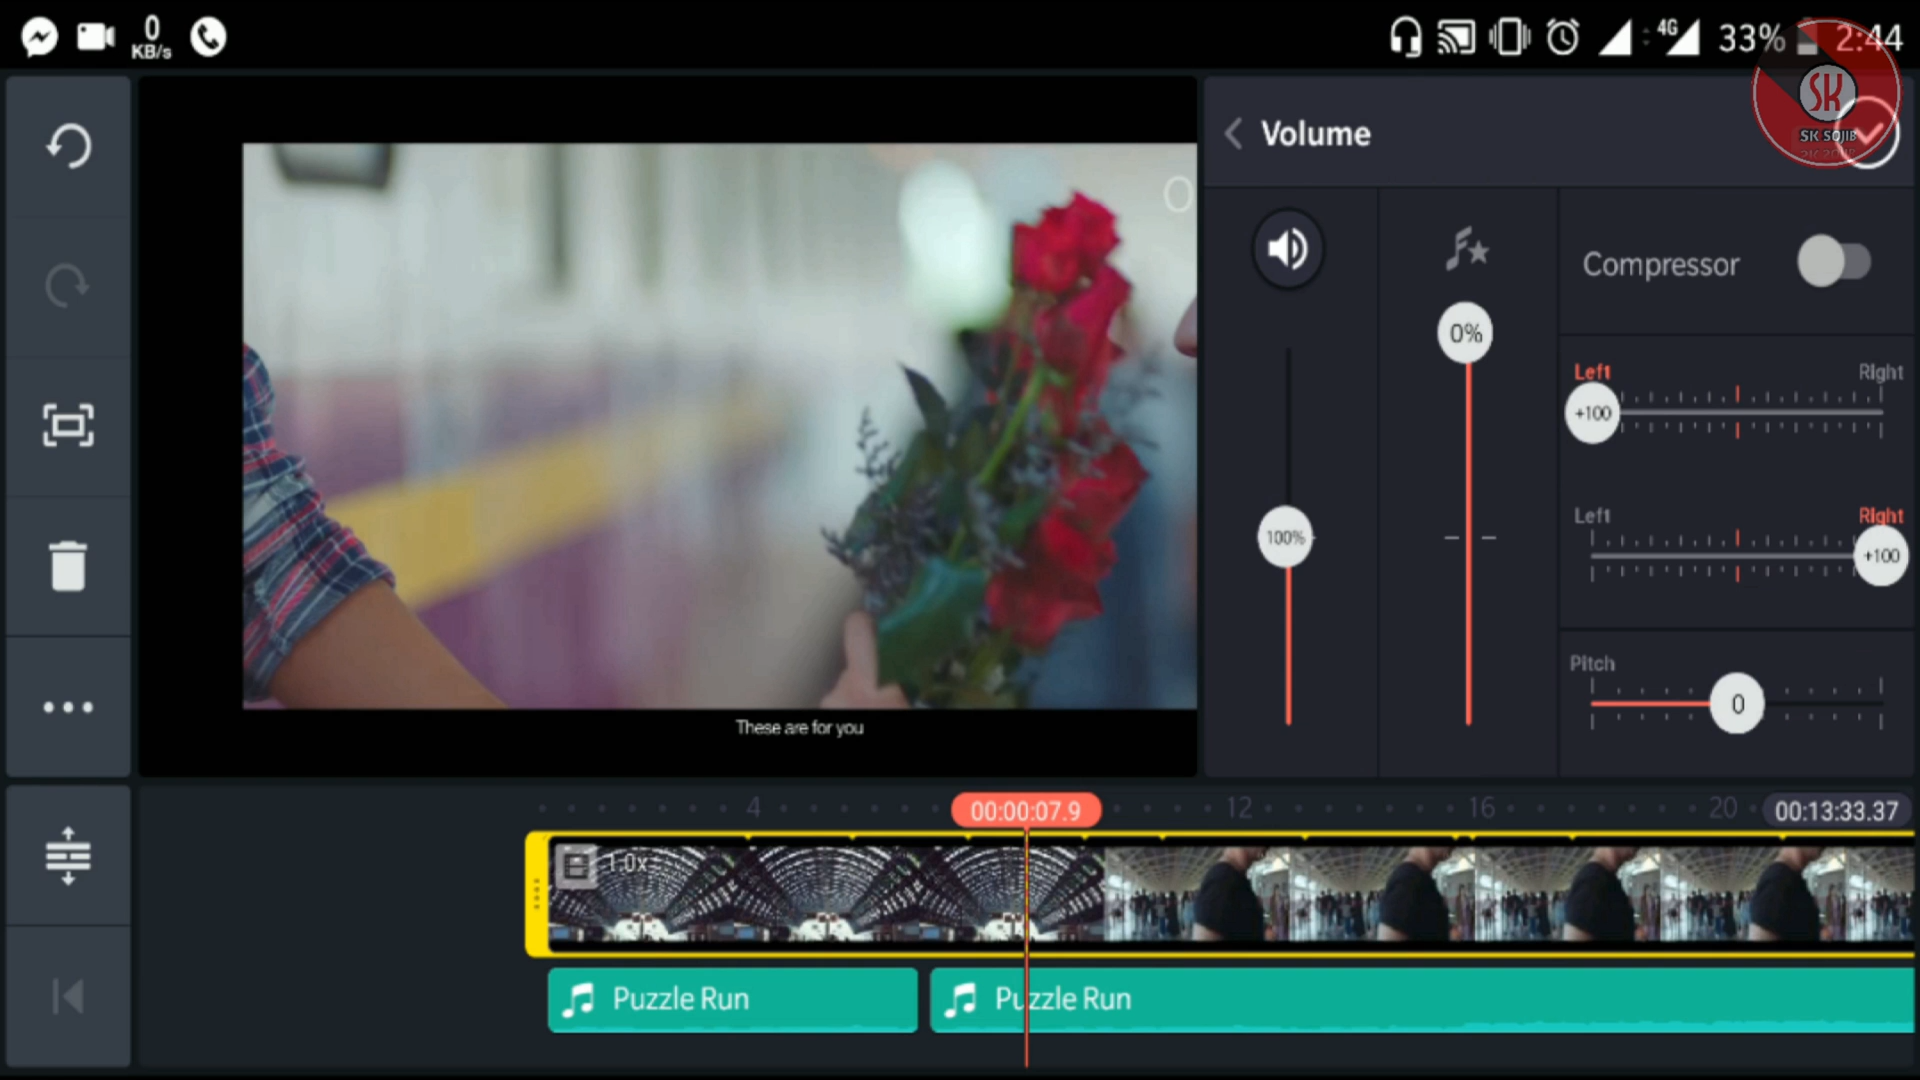 0
KB/s
4G
33%
2:44
Volume
SK
SK SOJIB
Compressor
0%
Left
Right
+100
100%
Left
Right
+100
Pitch
0
These are for you
4
00:00:07.9
12
16
20
00:13:33.37
1.0x
Puzzle Run
Puzzle Run